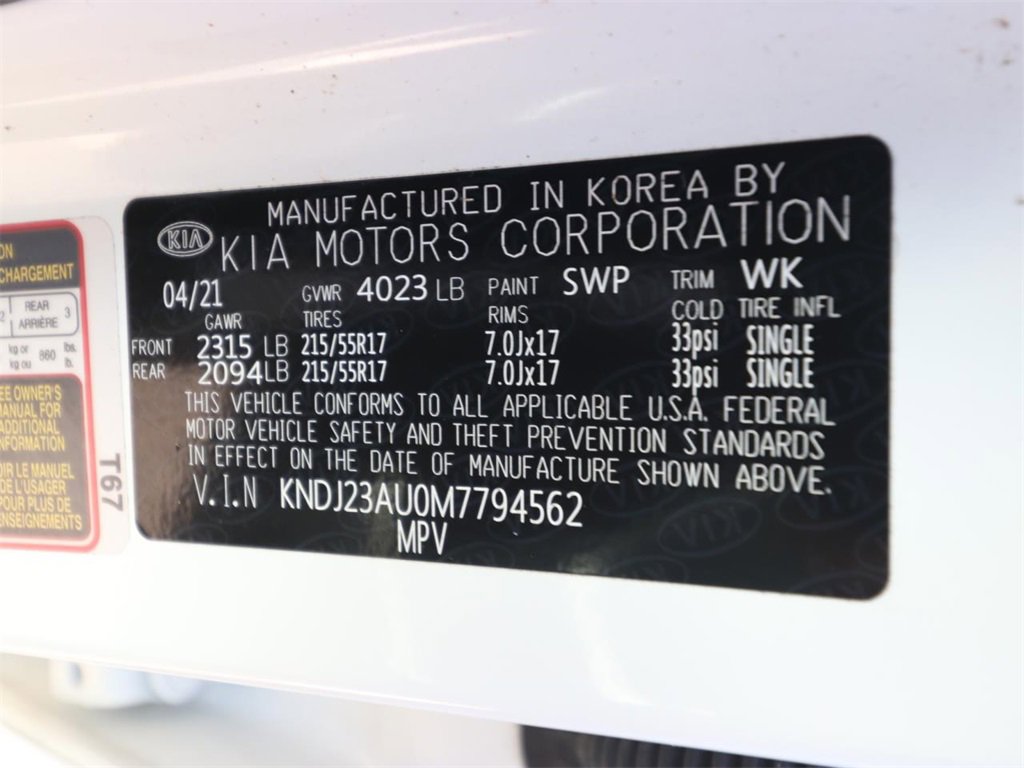 MANUFACTURED IN KOREA BY
KIA KIA MOTORS CORPORATION
04/21 GVWR 4023 LB PAINT SWP TRIM WK
GAWR TIRES RIMS COLD TIRE INFL
FRONT 2315 LB 215/55R17 7.0Jx17 33psi SINGLE
REAR 2094 LB 215/55R17 7.0Jx17 33psi SINGLE
THIS VEHICLE CONFORMS TO ALL APPLICABLE U.S.A. FEDERAL
MOTOR VEHICLE SAFETY AND THEFT PREVENTION STANDARDS
IN EFFECT ON THE DATE OF MANUFACTURE SHOWN ABOVE.
V.I.N KNDJ23AU0M7794562
MPV
CHARGEMENT
2 REAR
ARRIÈRE 3
kg or lbs.
kg ou 860 lb.
OWNER'S
MANUAL FOR
ADDITIONAL
INFORMATION
LE MANUEL
DE L'USAGER
POUR PLUS DE
T67